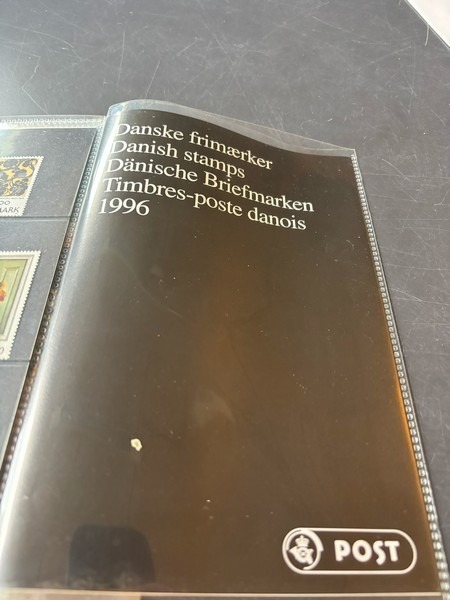 Danske frimærker
Danish stamps
Dänische Briefmarken
Timbres-poste danois
1996
POST